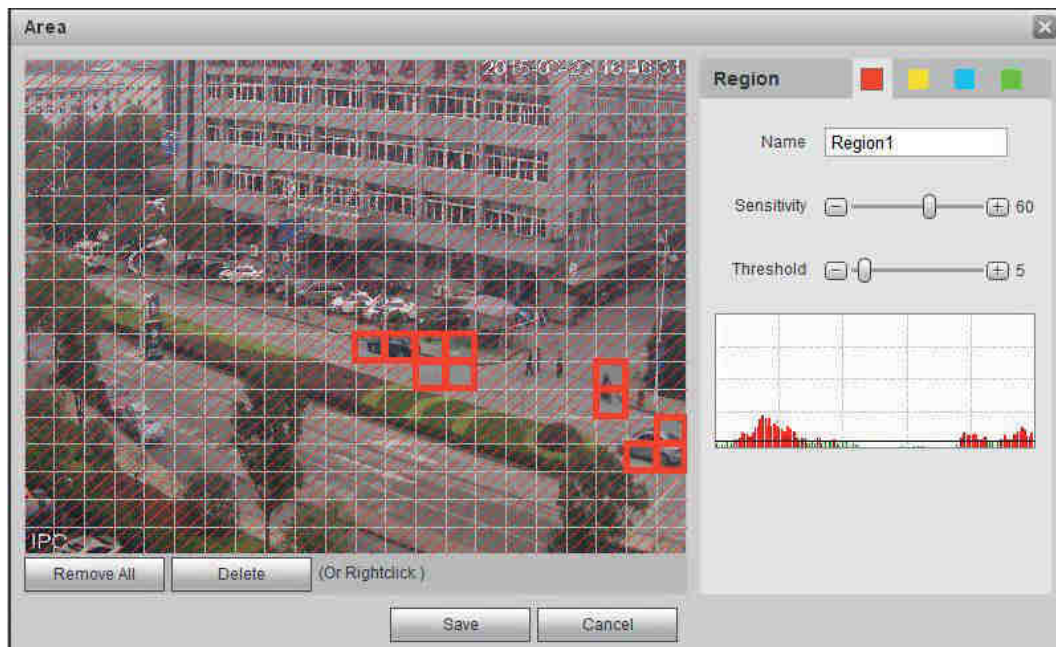 Area
Region
Name
Region1
Sensitivity
60
Threshold
5
IPC
Remove All
Delete
(Or Rightclick )
Save
Cancel